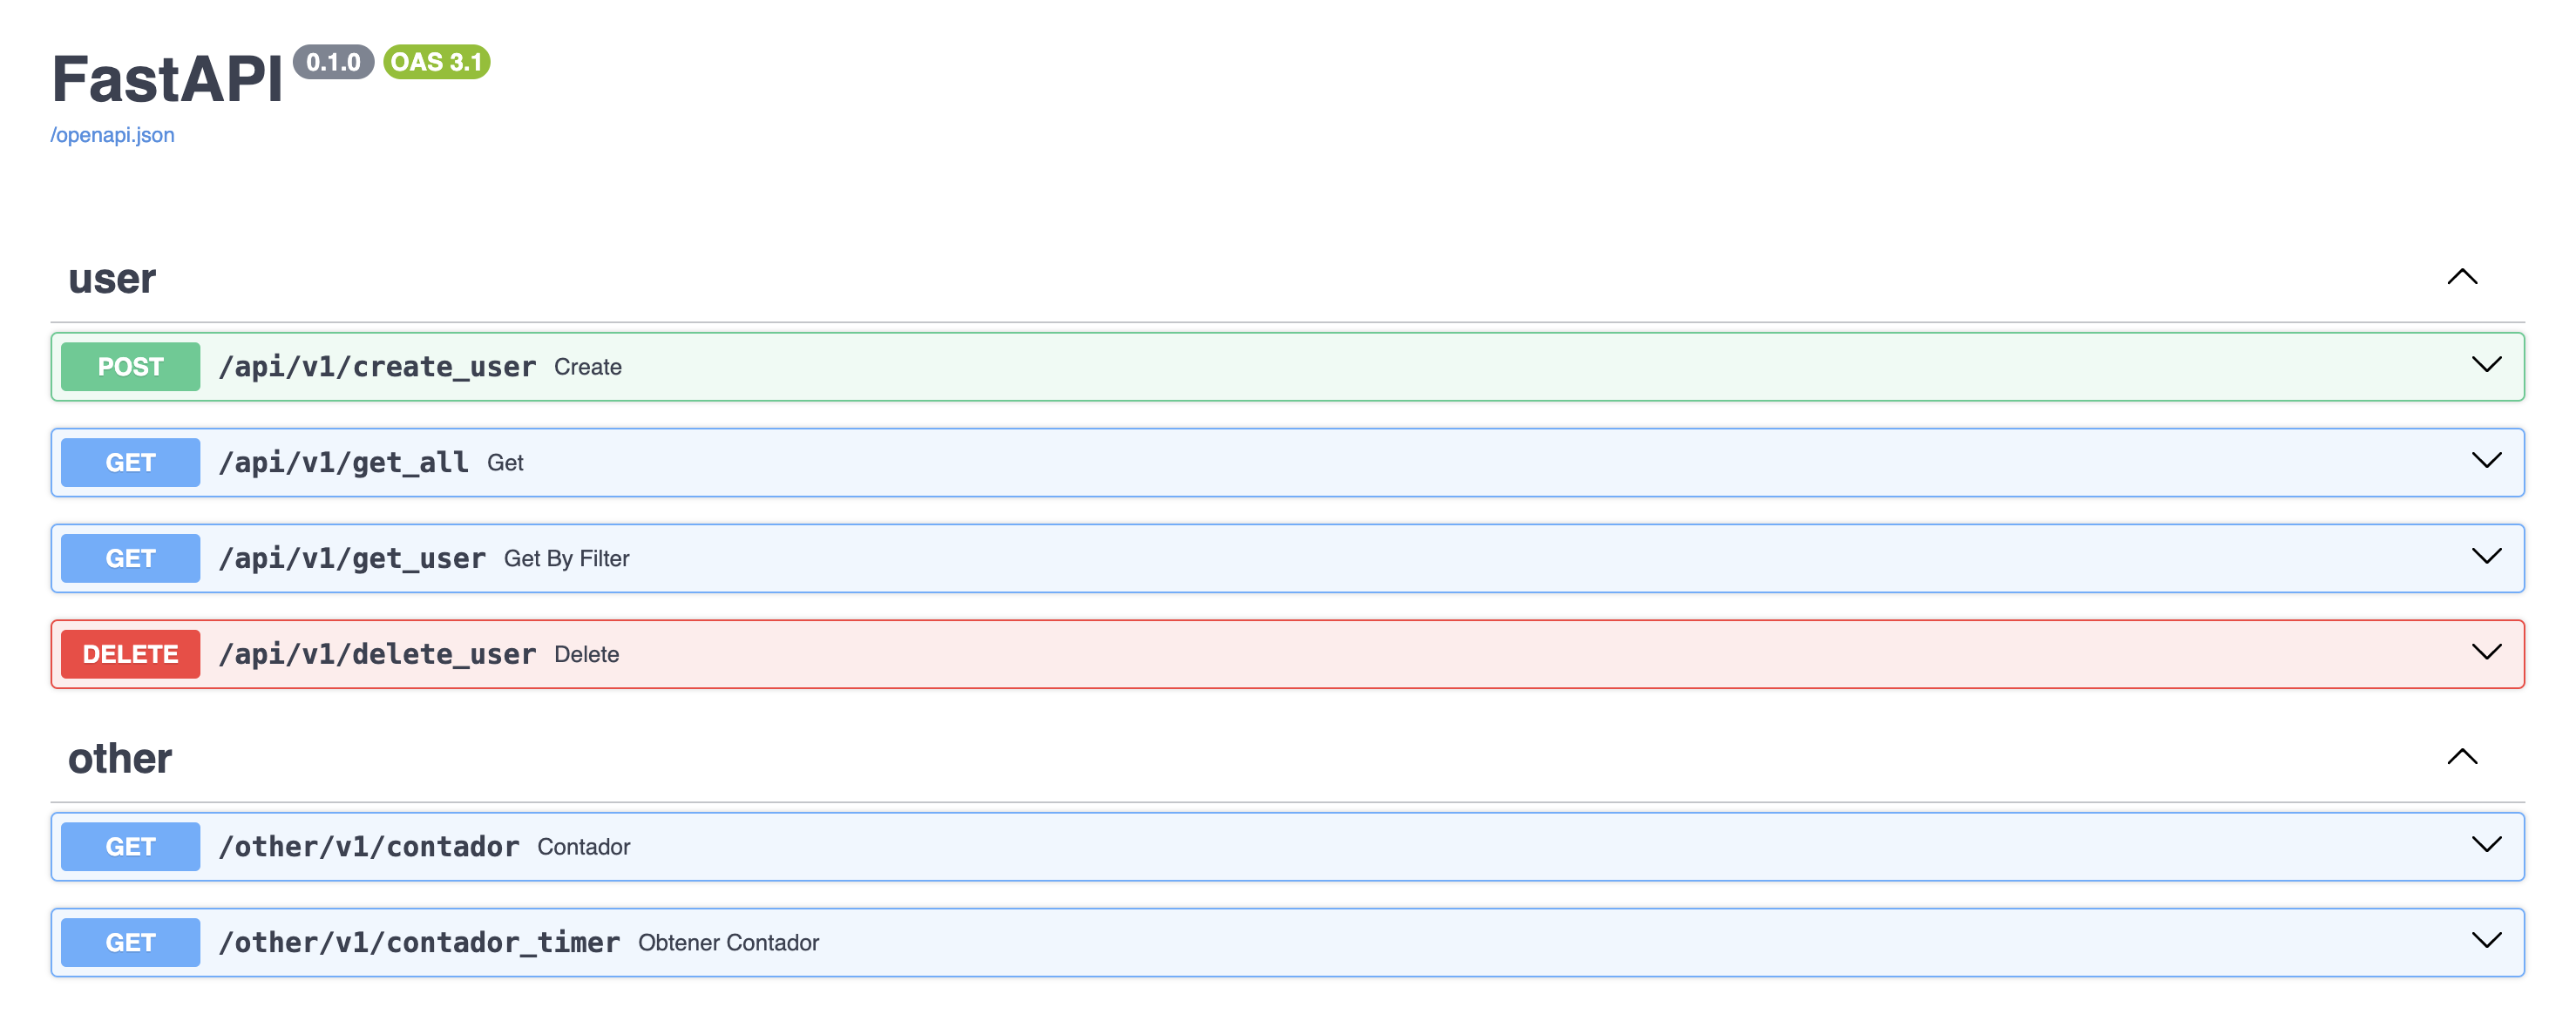 FastAPI 0.1.0 OAS 3.1
/openapi.json
user
POST /api/v1/create_user Create
GET /api/v1/get_all Get
GET /api/v1/get_user Get By Filter
DELETE /api/v1/delete_user Delete
other
GET /other/v1/contador Contador
GET /other/v1/contador_timer Obtener Contador